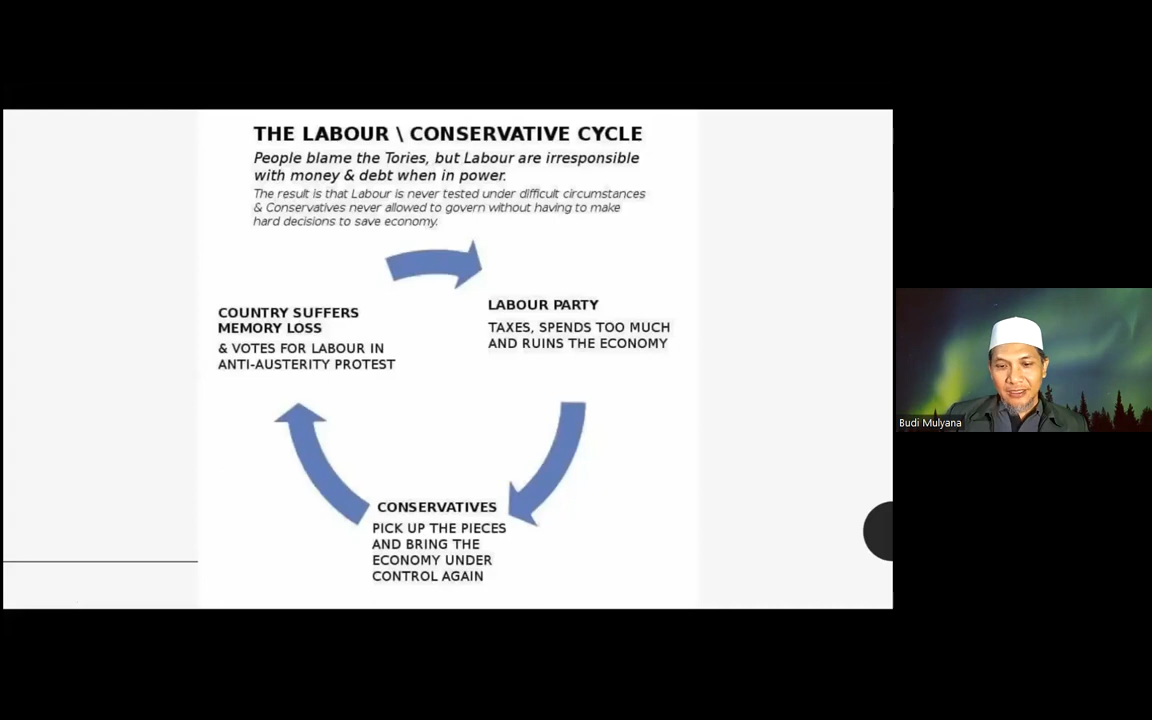 THE LABOUR \ CONSERVATIVE CYCLE
People blame the Tories, but Labour are irresponsible
with money & debt when in power.
The result is that Labour is never tested under difficult circumstances
& Conservatives never allowed to govern without having to make
hard decisions to save economy.
LABOUR PARTY
TAXES, SPENDS TOO MUCH
AND RUINS THE ECONOMY
CONSERVATIVES
PICK UP THE PIECES
AND BRING THE
ECONOMY UNDER
CONTROL AGAIN
COUNTRY SUFFERS
MEMORY LOSS
& VOTES FOR LABOUR IN
ANTI-AUSTERITY PROTEST
Budi Mulyana